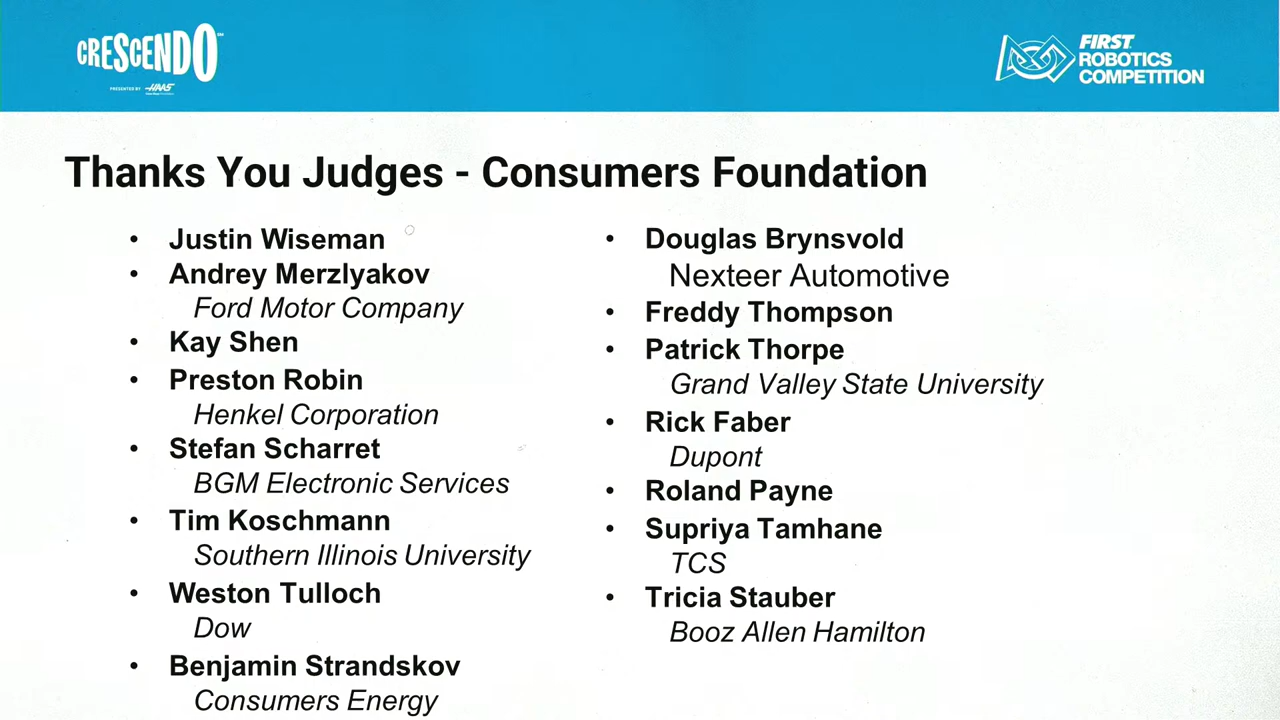 CRESCENDO
PRESENTED BY HAAS
FIRST
ROBOTICS
COMPETITION
Thanks You Judges - Consumers Foundation
• Justin Wiseman
• Andrey Merzlyakov
Ford Motor Company
• Kay Shen
• Preston Robin
Henkel Corporation
• Stefan Scharret
BGM Electronic Services
• Tim Koschmann
Southern Illinois University
• Weston Tulloch
Dow
• Benjamin Strandskov
Consumers Energy
• Douglas Brynsvold
Nexteer Automotive
• Freddy Thompson
• Patrick Thorpe
Grand Valley State University
• Rick Faber
Dupont
• Roland Payne
• Supriya Tamhane
TCS
• Tricia Stauber
Booz Allen Hamilton